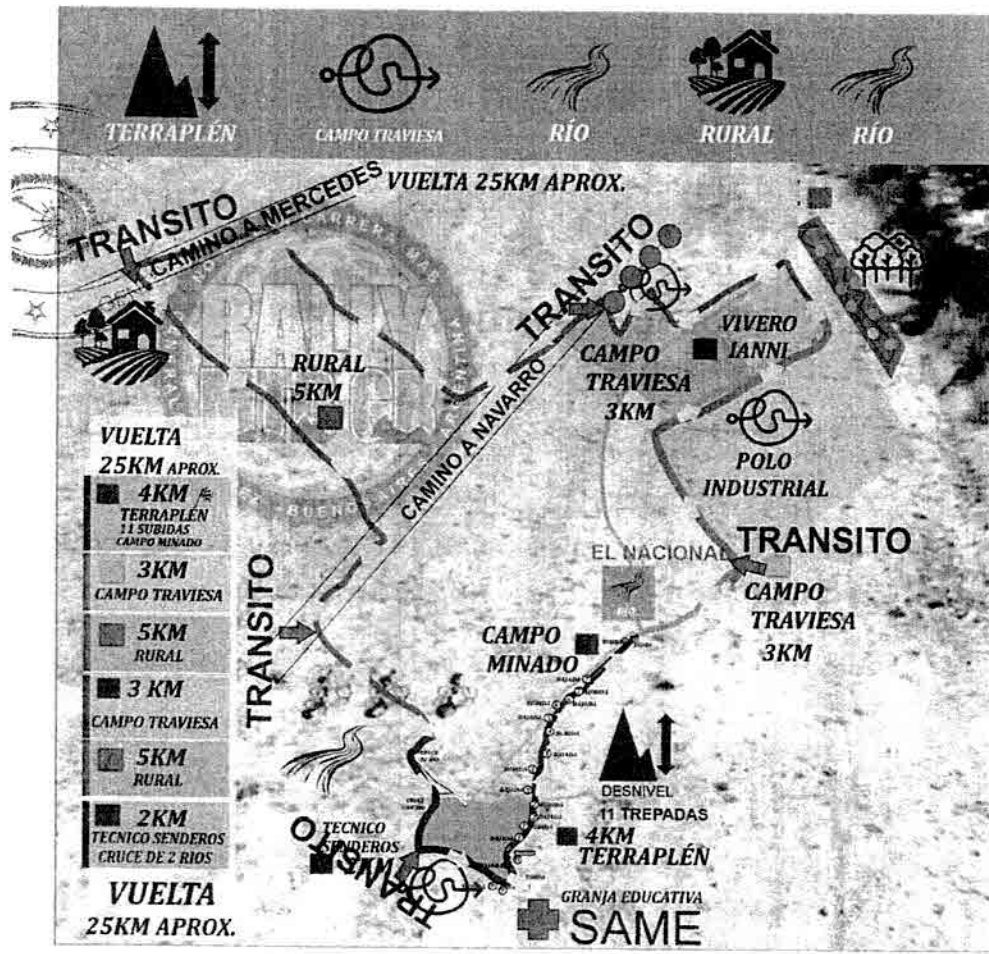 TERRAPLÉN
CAMPO TRAVIESA
RÍO
RURAL
RÍO
VUELTA 25KM APROX.
TRANSITO
CAMINO A MERCEDES
TRANSITO
VIVERO
IANNI
CAMPO
TRAVIESA
3KM
RURAL
5KM
CAMINO A NAVARRO
POLO
INDUSTRIAL
VUELTA
25KM APROX.
4KM
TERRAPLÉN
11 SUBIDAS
CAMPO MINADO
3KM
CAMPO TRAVIESA
5KM
RURAL
3 KM
CAMPO TRAVIESA
5KM
RURAL
2KM
TECNICO SENDEROS
CRUCE DE 2 RIOS
VUELTA
25KM APROX.
TRANSITO
EL NACIONAL
RÍO
TRANSITO
CAMPO
TRAVIESA
3KM
CAMPO
MINADO
DESNIVEL
11 TREPADAS
4KM
TERRAPLÉN
TECNICO
SENDEROS
TRANSITO
GRANJA EDUCATIVA
SAME